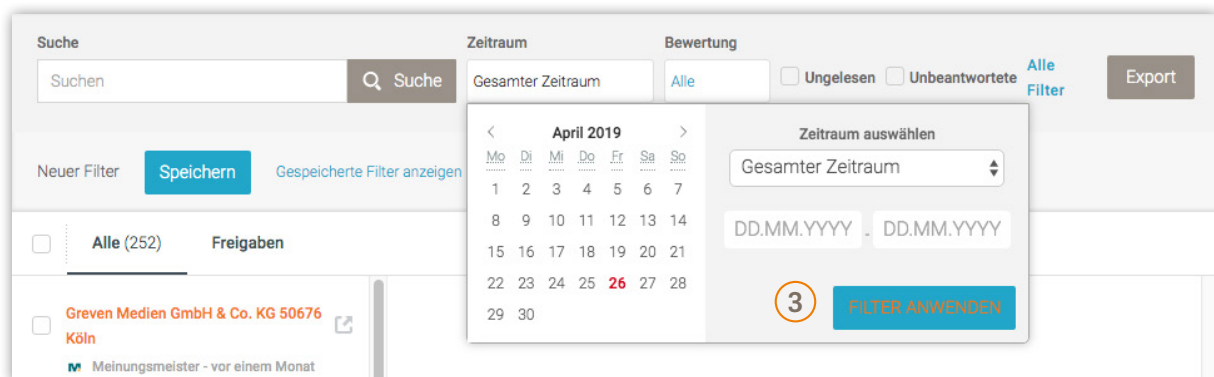 Suche
Zeitraum
Bewertung
Suchen
Suche
Gesamter Zeitraum
Alle
Ungelesen
Unbeantwortete
Alle
Filter
Export
Neuer Filter
Speichern
Gespeicherte Filter anzeigen
April 2019
Mo Di Mi Do Fr Sa So
1 2 3 4 5 6 7
8 9 10 11 12 13 14
15 16 17 18 19 20 21
22 23 24 25 26 27 28
29 30
Zeitraum auswählen
Gesamter Zeitraum
DD.MM.YYYY - DD.MM.YYYY
3
FILTER ANWENDEN
Alle (252)
Freigaben
Greven Medien GmbH & Co. KG 50676
Köln
Meinungsmeister - vor einem Monat